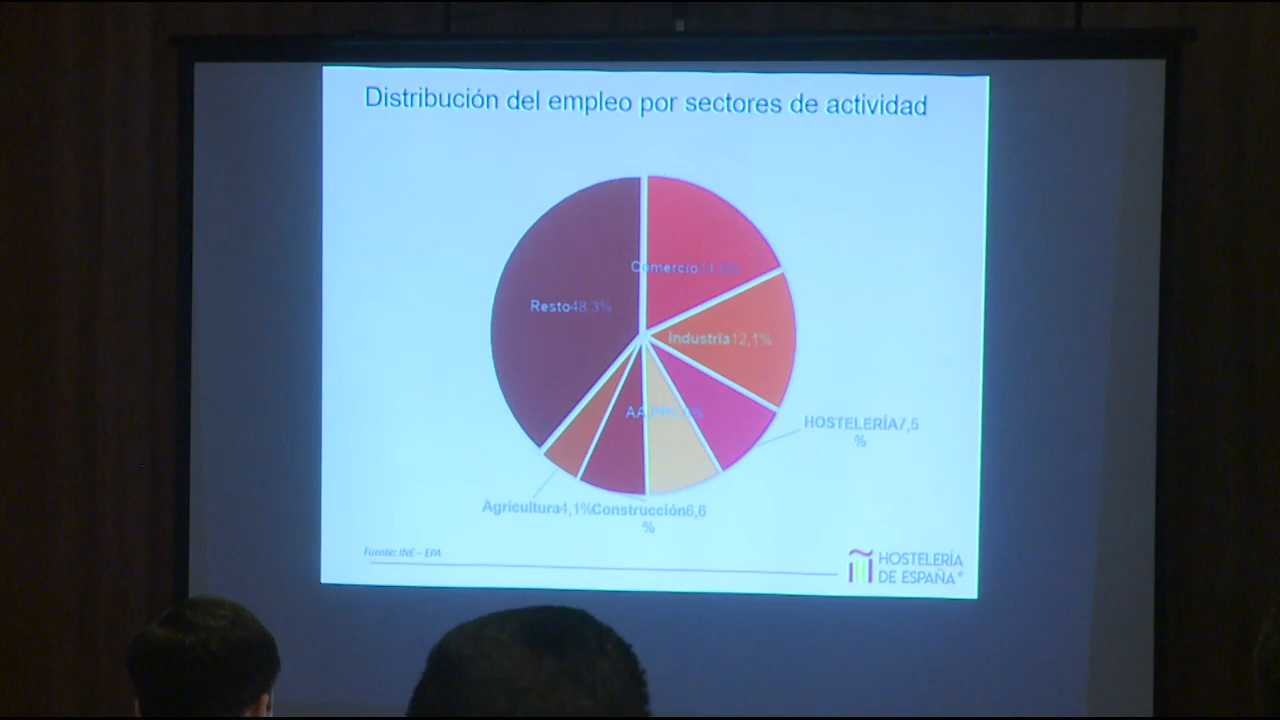 Distribución del empleo por sectores de actividad
Comercio
Resto48,3%
Industria12,1%
HOSTELERÍA7,5
%
Agricultura4,1%Construcción6,6
%
Fuente: INE – EPA
HOSTELERÍA
DE ESPAÑA